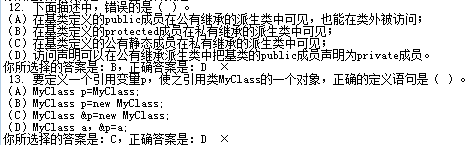 12. 下面描述中，错误的是（ ）。
(A) 在基类定义的public成员在公有继承的派生类中可见，也能在类外被访问；
(B) 在基类定义的protected成员在私有继承的派生类中可见；
(C) 在基类定义的公有静态成员在私有继承的派生类中可见；
(D) 访问声明可以在公有继承派生类中把基类的public成员声明为private成员。
你所选择的答案是：B，正确答案是：D ×
13. 要定义一个引用变量p，使之引用类MyClass的一个对象，正确的定义语句是（ ）。
(A) MyClass p=MyClass;
(B) MyClass p=new MyClass;
(C) MyClass &p=new MyClass;
(D) MyClass a，&p=a;
你所选择的答案是：C，正确答案是：D ×